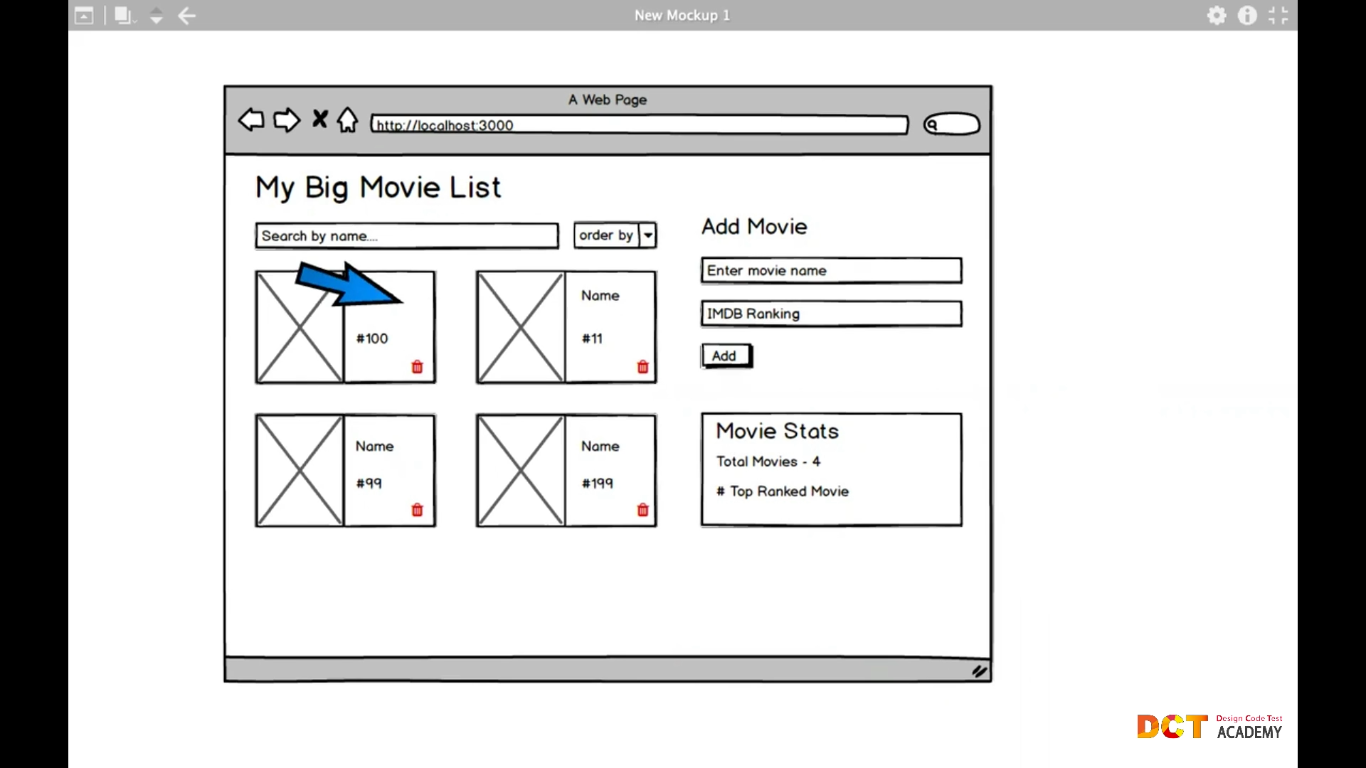 New Mockup 1
A Web Page
http://localhost:3000
My Big Movie List
Search by name....
order by
#100
Name
#11
Name
#99
Name
#199
Add Movie
Enter movie name
IMDB Ranking
Add
Movie Stats
Total Movies - 4
# Top Ranked Movie
DCT
Design Code Test
ACADEMY